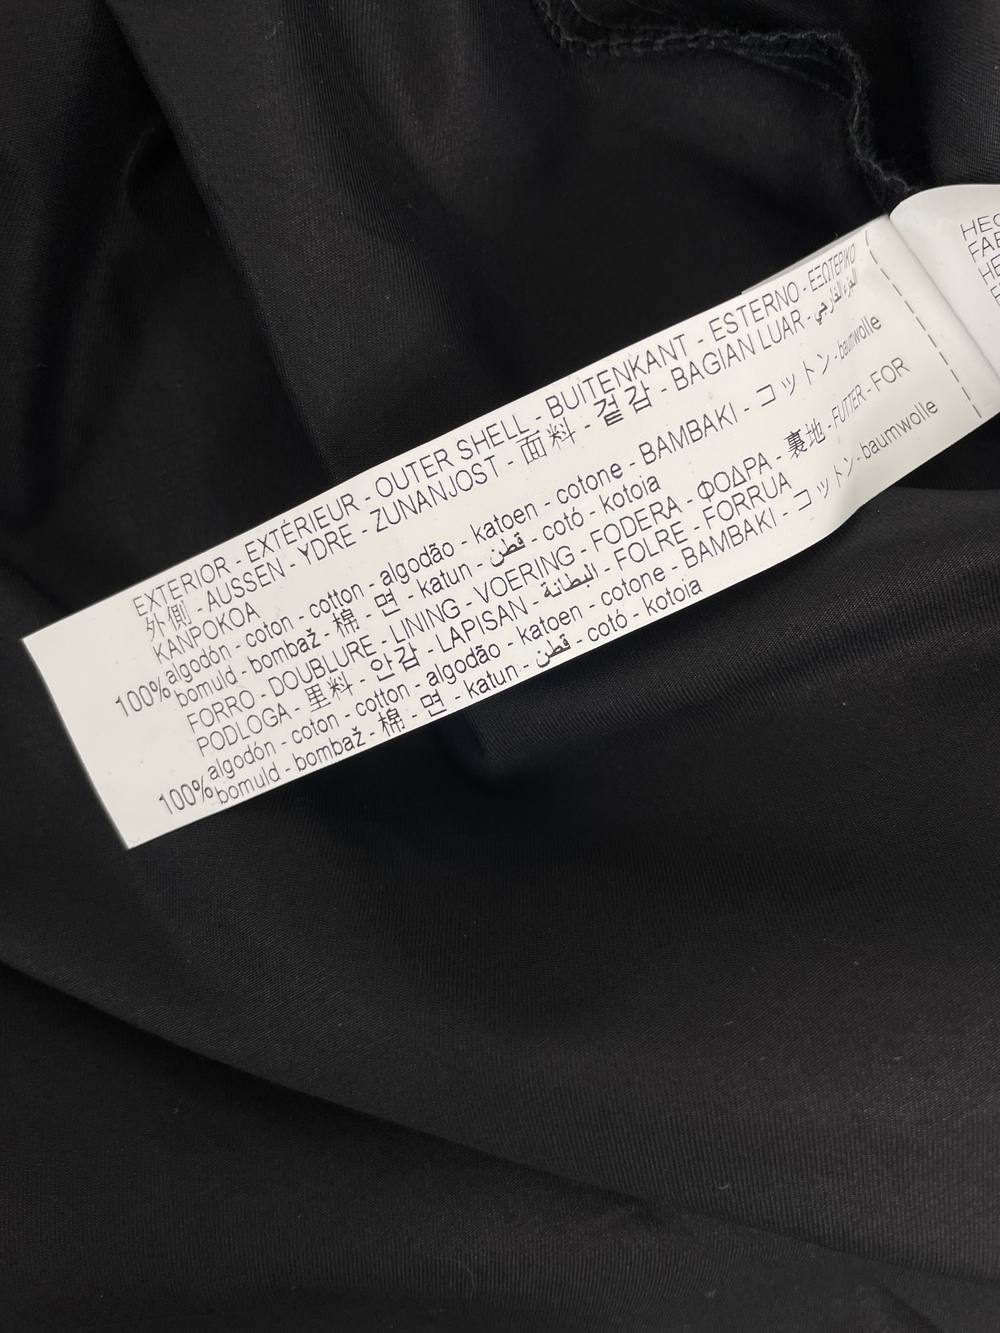 EXTERIOR - EXTÉRIEUR - OUTER SHELL - BUITENKANT - ESTERNO - ΕΞΩΤΕΡΙΚΟ
外側 - AUSSEN - YDRE - ZUNANJOST - 面料 - 겉감 - BAGIAN LUAR - الجزء الخارجي
KANPOKOA
100% algodón - coton - cotton - algodão - katoen - cotone - BAMBAKI - コットン - baumwolle
bomuld - bombaž - 棉 - 면 - katun - قطن - cotó - kotoia
FORRO - DOUBLURE - LINING - VOERING - FODERA - ΦΟΔΡΑ - 裏地 - FUTTER - FOR
PODLOGA - 里料 - 안감 - LAPISAN - البطانة - FOLRE - FORRUA
100% algodón - coton - cotton - algodão - katoen - cotone - BAMBAKI - コットン - baumwolle
bomuld - bombaž - 棉 - 면 - katun - قطن - cotó - kotoia